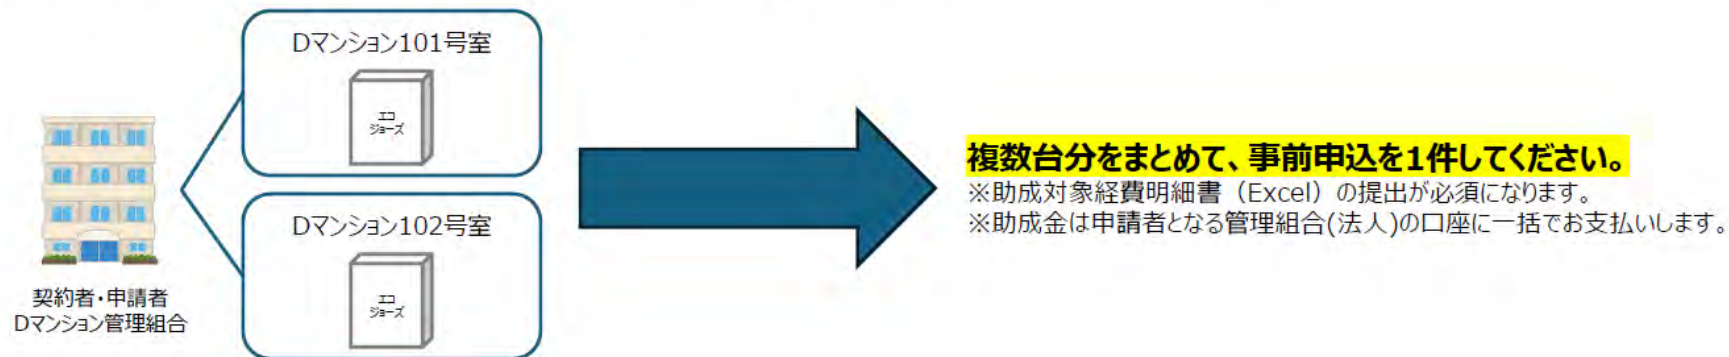 Dマンション101号室
エコ
ジョーズ
Dマンション102号室
エコ
ジョーズ
契約者・申請者
Dマンション管理組合
複数台分をまとめて、事前申込を1件してください。
※助成対象経費明細書（Excel）の提出が必須になります。
※助成金は申請者となる管理組合(法人)の口座に一括でお支払いします。